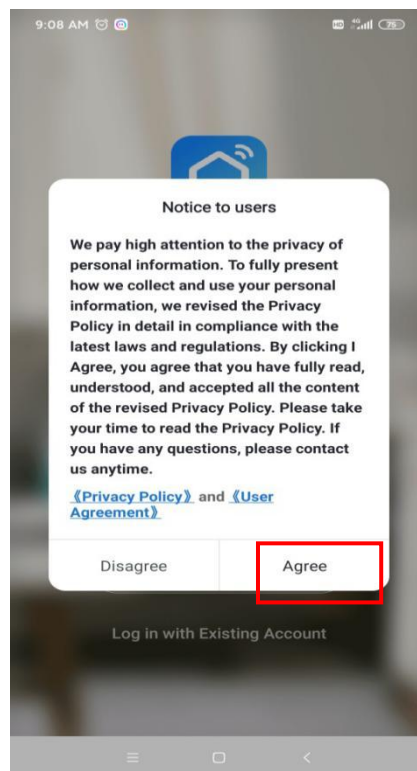 9:08 AM
HD 4G 75
Notice to users
We pay high attention to the privacy of
personal information. To fully present
how we collect and use your personal
information, we revised the Privacy
Policy in detail in compliance with the
latest laws and regulations. By clicking I
Agree, you agree that you have fully read,
understood, and accepted all the content
of the revised Privacy Policy. Please take
your time to read the Privacy Policy. If
you have any questions, please contact
us anytime.
《Privacy Policy》 and 《User
Agreement》
Disagree Agree
Log in with Existing Account